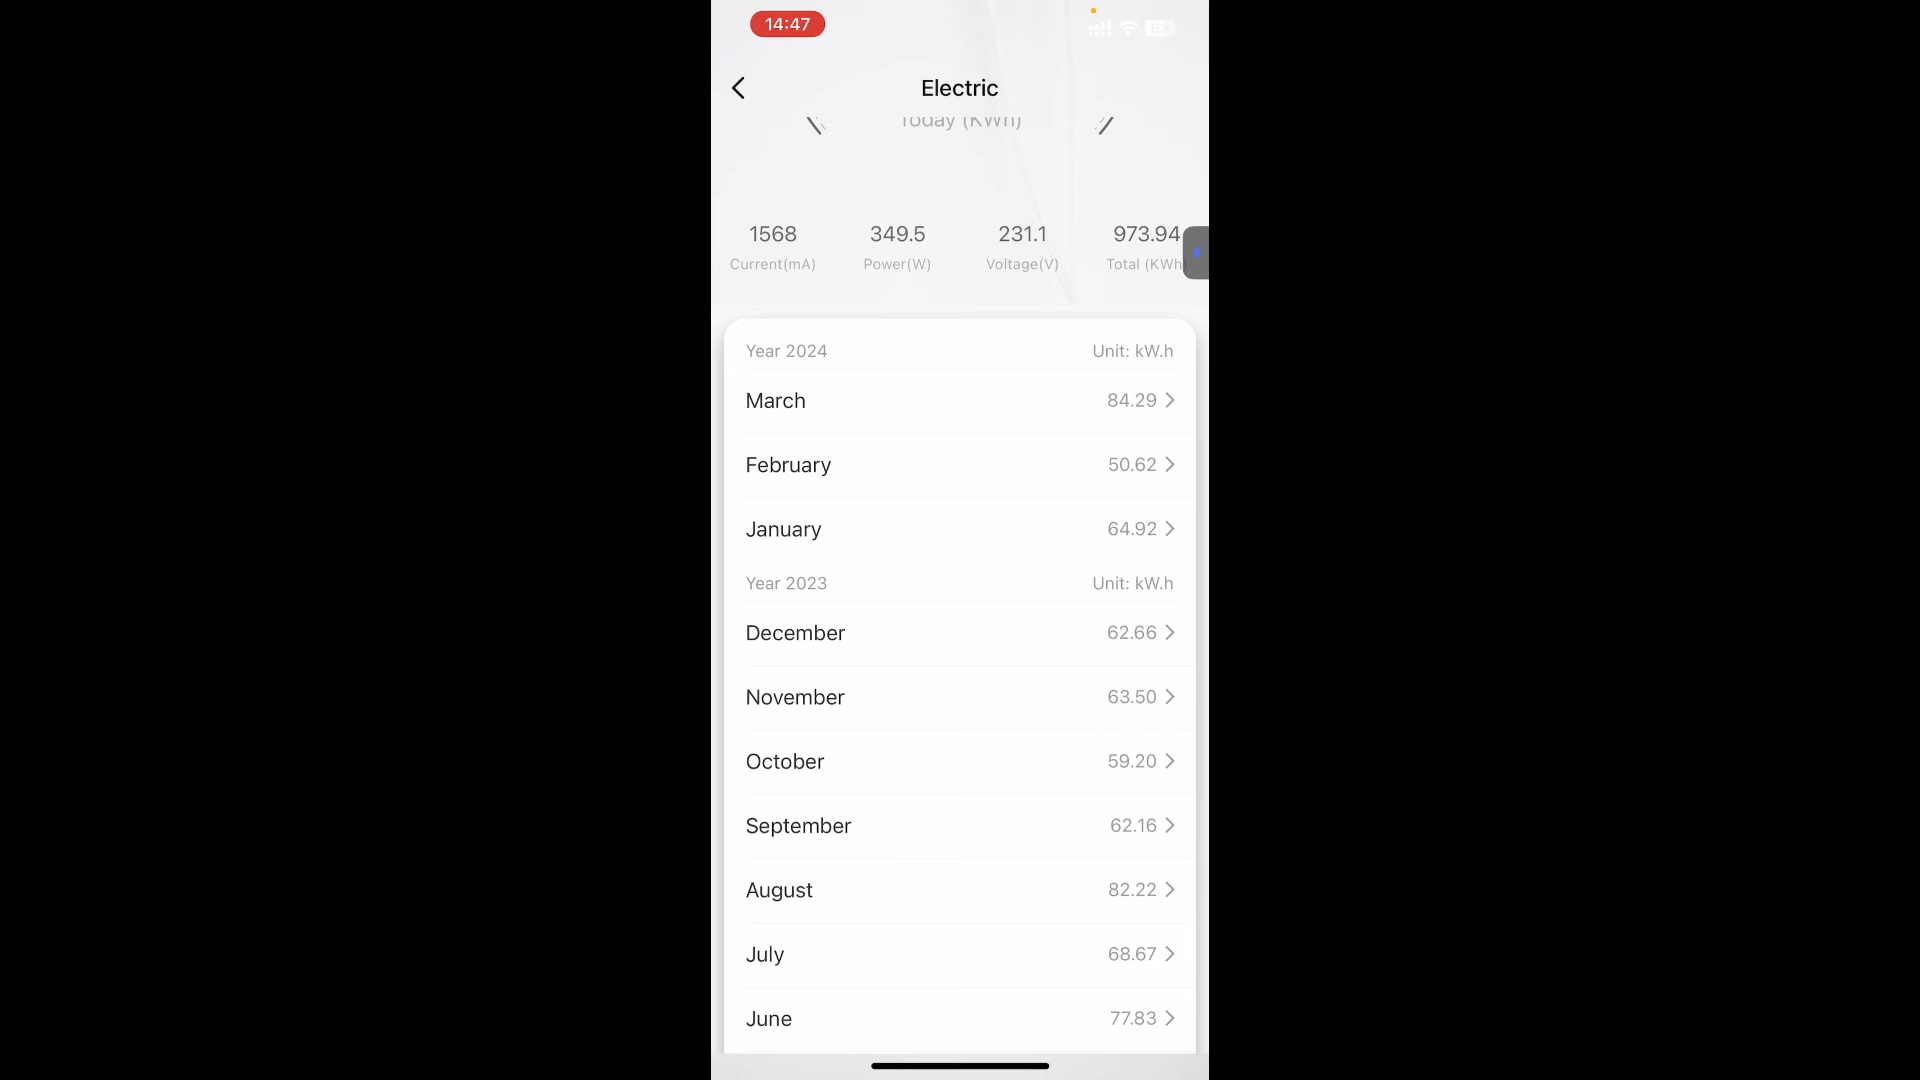 14:47
63
Electric
Today (KWh)
1568 349.5 231.1 973.94
Current(mA) Power(W) Voltage(V) Total (KWh
Year 2024 Unit: kW.h
March 84.29
February 50.62
January 64.92
Year 2023 Unit: kW.h
December 62.66
November 63.50
October 59.20
September 62.16
August 82.22
July 68.67
June 77.83